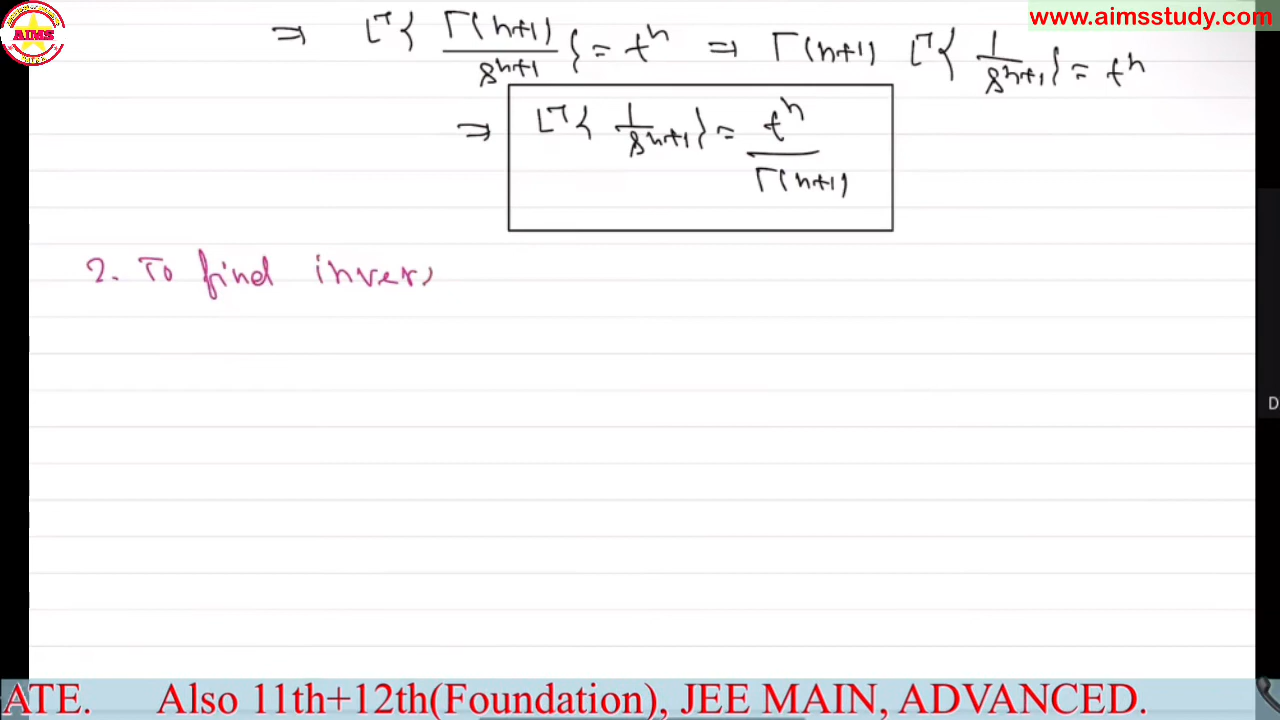 www.aimsstudy.com
AIMS
⇒ L⁻¹{ Γ(n+1) / s^(n+1) } = t^n ⇒ Γ(n+1) L⁻¹{ 1 / s^(n+1) } = t^n
⇒ L⁻¹{ 1 / s^(n+1) } = t^n / Γ(n+1)
2. To find invers
D
ATE. Also 11th+12th(Foundation), JEE MAIN, ADVANCED.